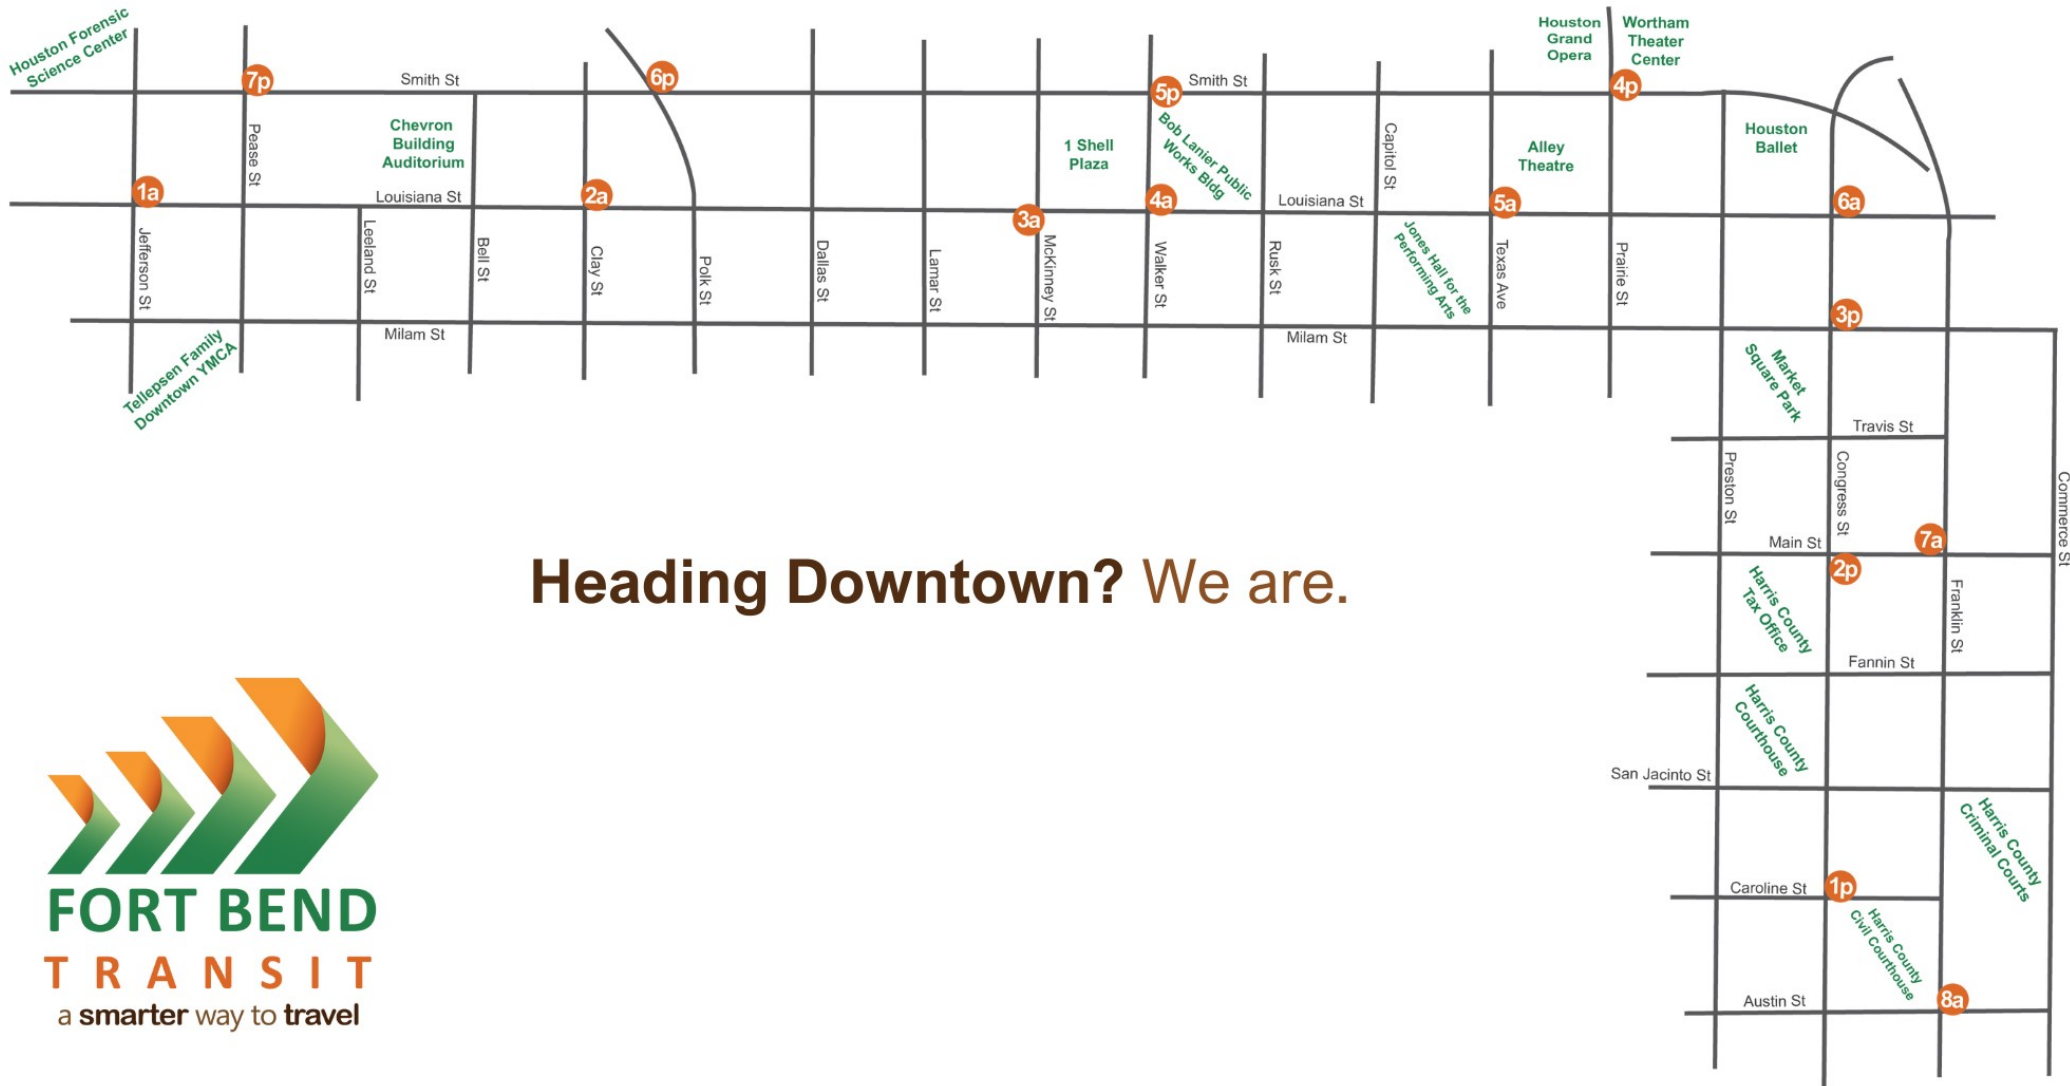 Houston Forensic
Science Center
Houston
Grand
Opera
Wortham
Theater
Center
7p
Smith St
6p
5p
Smith St
4p
Pease St
Chevron
Building
Auditorium
1 Shell
Plaza
Bob Lanier Public
Works Bldg
Capitol St
Alley
Theatre
Houston
Ballet
1a
Louisiana St
2a
3a
4a
Louisiana St
5a
6a
Jefferson St
Leeland St
Bell St
Clay St
Polk St
Dallas St
Lamar St
McKinney St
Walker St
Rusk St
Jones Hall for the
Performing Arts
Texas Ave
Prairie St
3p
Milam St
Milam St
Tellepsen Family
Downtown YMCA
Market
Square Park
Travis St
Preston St
Congress St
Commerce St
Main St
7a
2p
Heading Downtown? We are.
Harris County
Tax Office
Franklin St
Fannin St
Harris County
Courthouse
San Jacinto St
Harris County
Criminal Courts
Caroline St
1p
Harris County
Civil Courthouse
Austin St
8a
FORT BEND
TRANSIT
a smarter way to travel